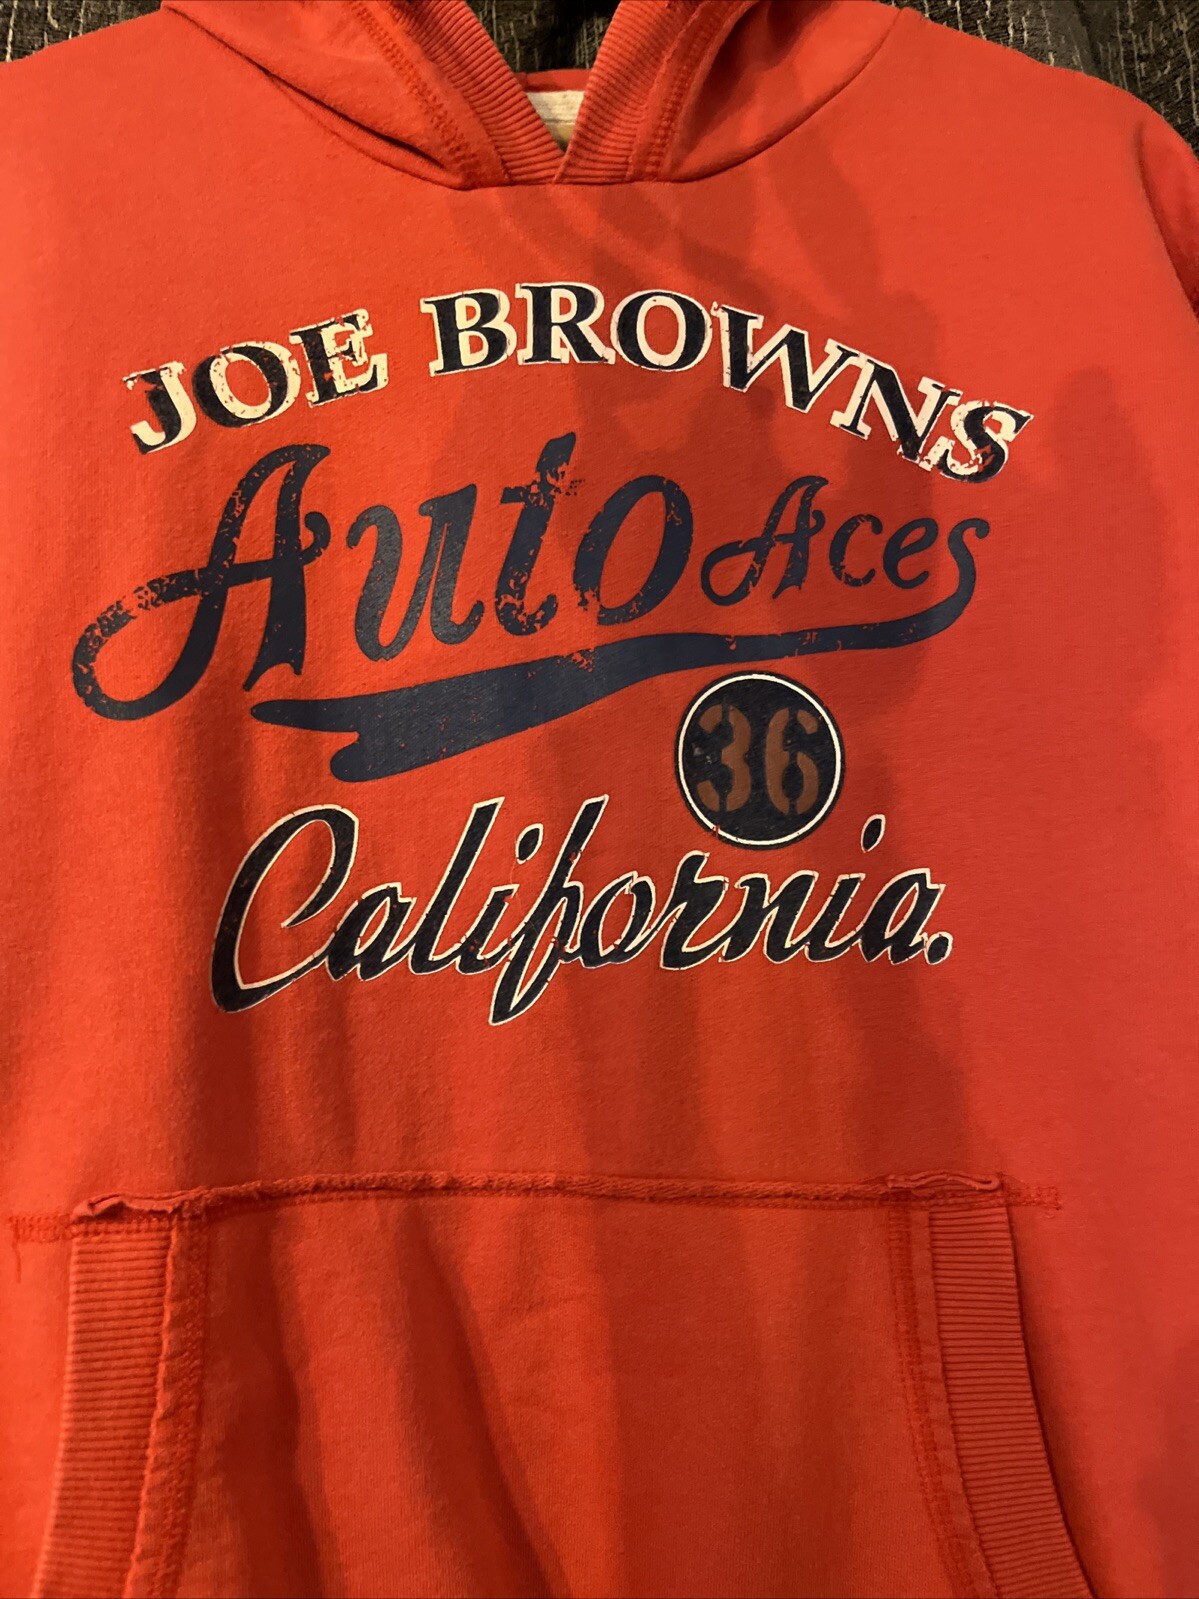 JOE BROWNS
Auto Aces
36
California.